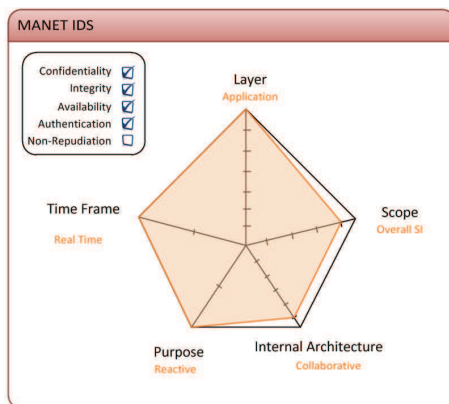 MANET IDS
Confidentiality
Integrity
Availability
Authentication
Non-Repudiation
Layer
Application
Scope
Overall SI
Internal Architecture
Collaborative
Purpose
Reactive
Time Frame
Real Time